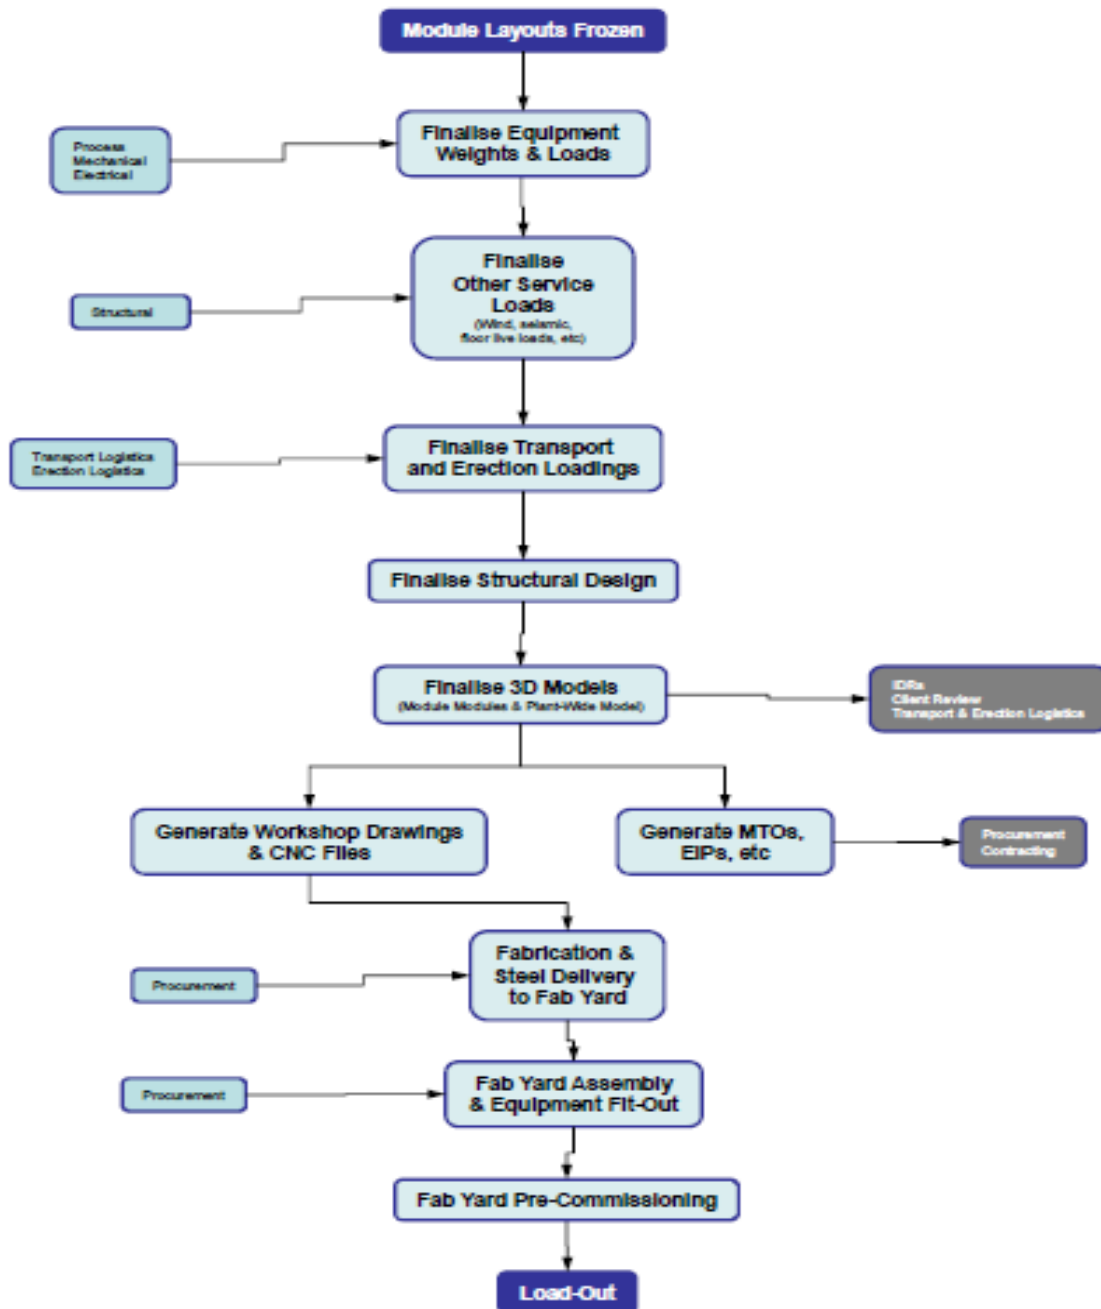 Module Layouts Frozen
Finalise Equipment
Weights & Loads
Process
Mechanical
Electrical
Finalise
Other Service
Loads
(Wind, seismic,
floor live loads, etc)
Structural
Finalise Transport
and Erection Loadings
Transport Logistics
Erection Logistics
Finalise Structural Design
Finalise 3D Models
(Module Modules & Plant-Wide Model)
IDRs
Client Review
Transport & Erection Logistics
Generate Workshop Drawings
& CNC Files
Generate MTOs,
EIPs, etc
Procurement
Contracting
Fabrication &
Steel Delivery
to Fab Yard
Procurement
Fab Yard Assembly
& Equipment Fit-Out
Procurement
Fab Yard Pre-Commissioning
Load-Out